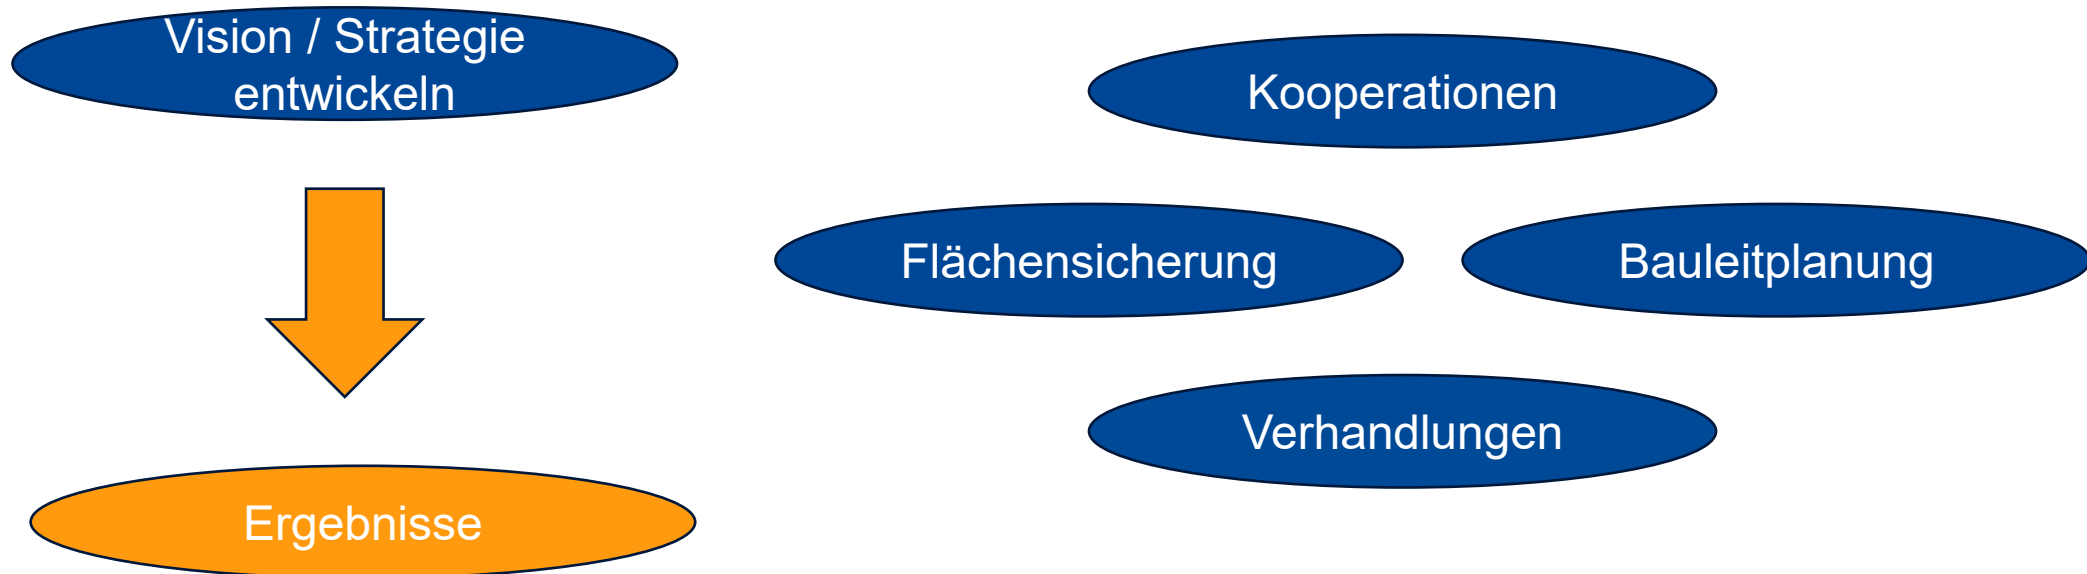 Vision / Strategie
entwickeln
Kooperationen
Flächensicherung
Bauleitplanung
Verhandlungen
Ergebnisse